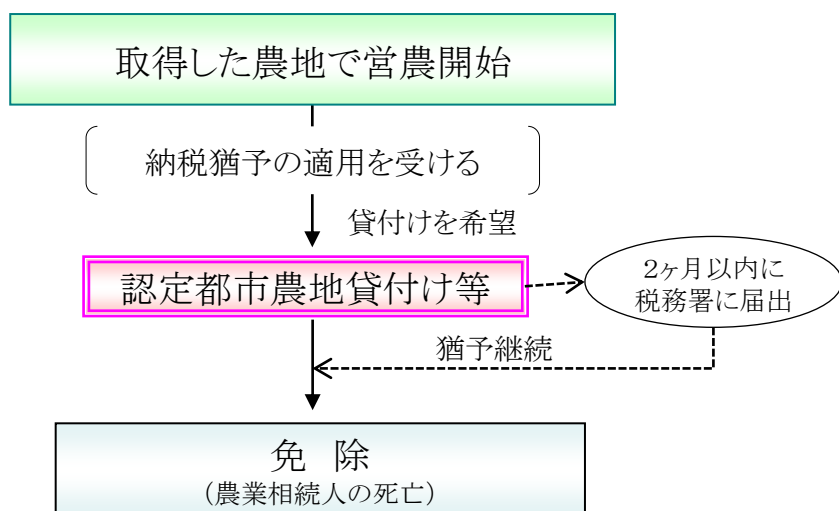 取得した農地で営農開始
納税猶予の適用を受ける
貸付けを希望
認定都市農地貸付け等
2ヶ月以内に
税務署に届出
猶予継続
免 除
（農業相続人の死亡）